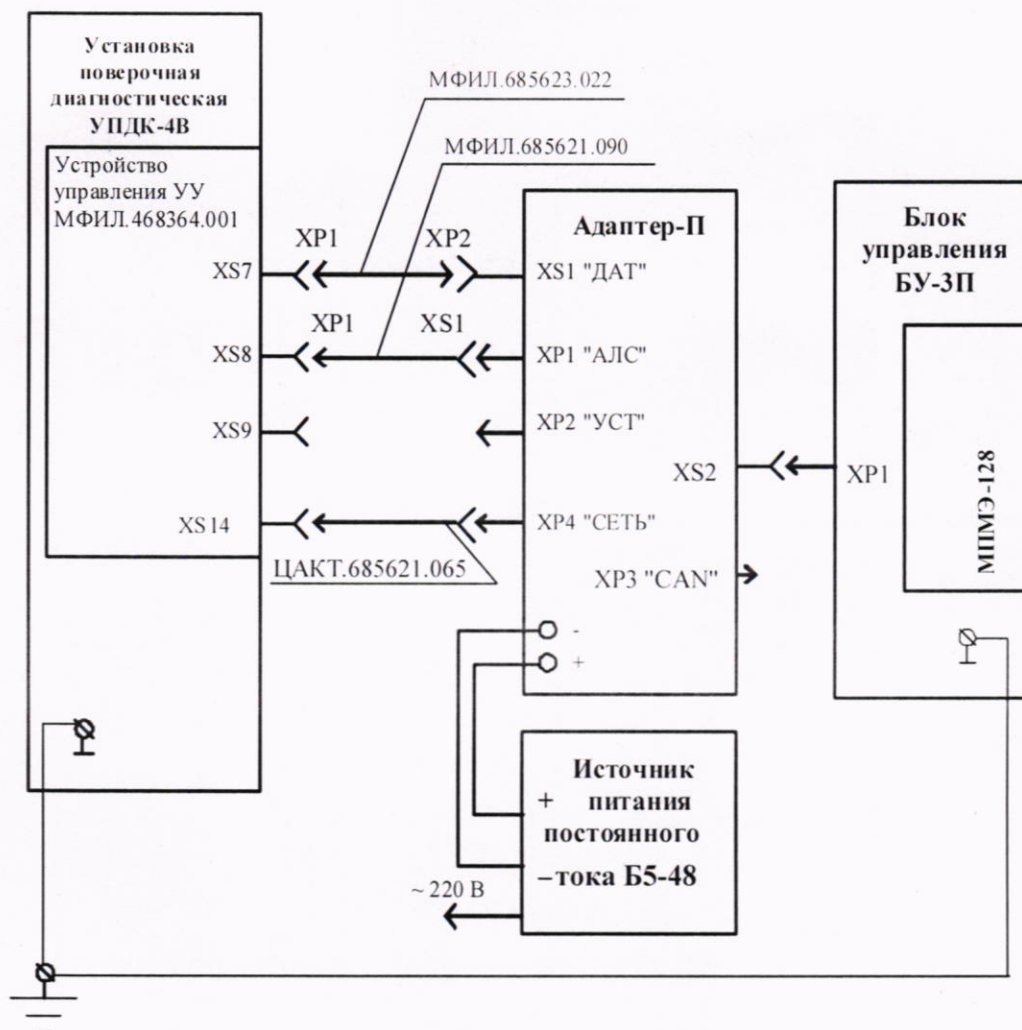 Установка
поверочная
диагностическая
УПДК-4В
Устройство
управления УУ
МФИЛ.468364.001
XS7
XS8
XS9
XS14
МФИЛ.685623.022
МФИЛ.685621.090
XP1
XP2
XP1
XS1
ЦАКТ.685621.065
Адаптер-П
XS1 "ДАТ"
XP1 "АЛС"
XP2 "УСТ"
XS2
XP4 "СЕТЬ"
XP3 "CAN"
-
+
Блок
управления
БУ-3П
XP1
МПМЭ-128
Источник
+ питания
постоянного
–тока Б5-48
~ 220 В